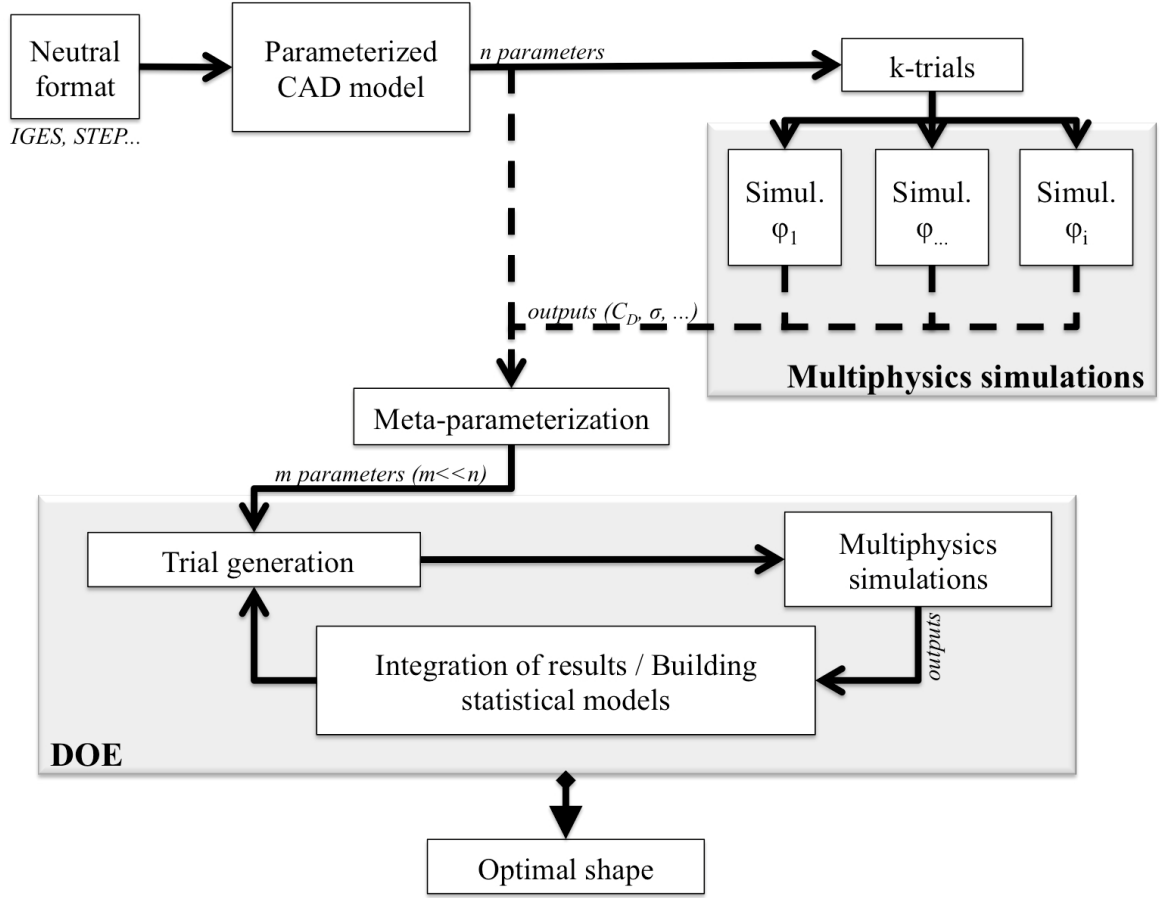 Neutral
format
IGES, STEP...
Parameterized
CAD model
n parameters
k-trials
Simul.
φ1
Simul.
φ...
Simul.
φi
outputs (CD, σ, ...)
Multiphysics simulations
Meta-parameterization
m parameters (m<<n)
Trial generation
Multiphysics
simulations
outputs
Integration of results / Building
statistical models
DOE
Optimal shape